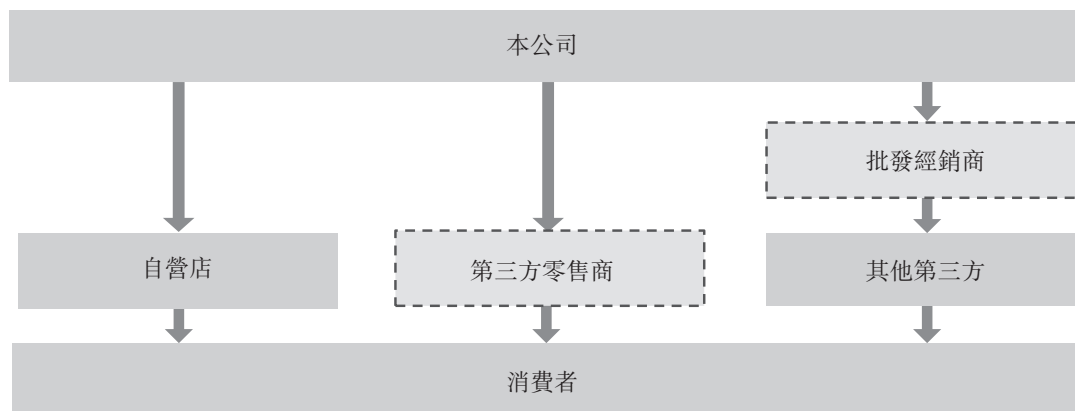 本公司
批發經銷商
自營店
第三方零售商
其他第三方
消費者